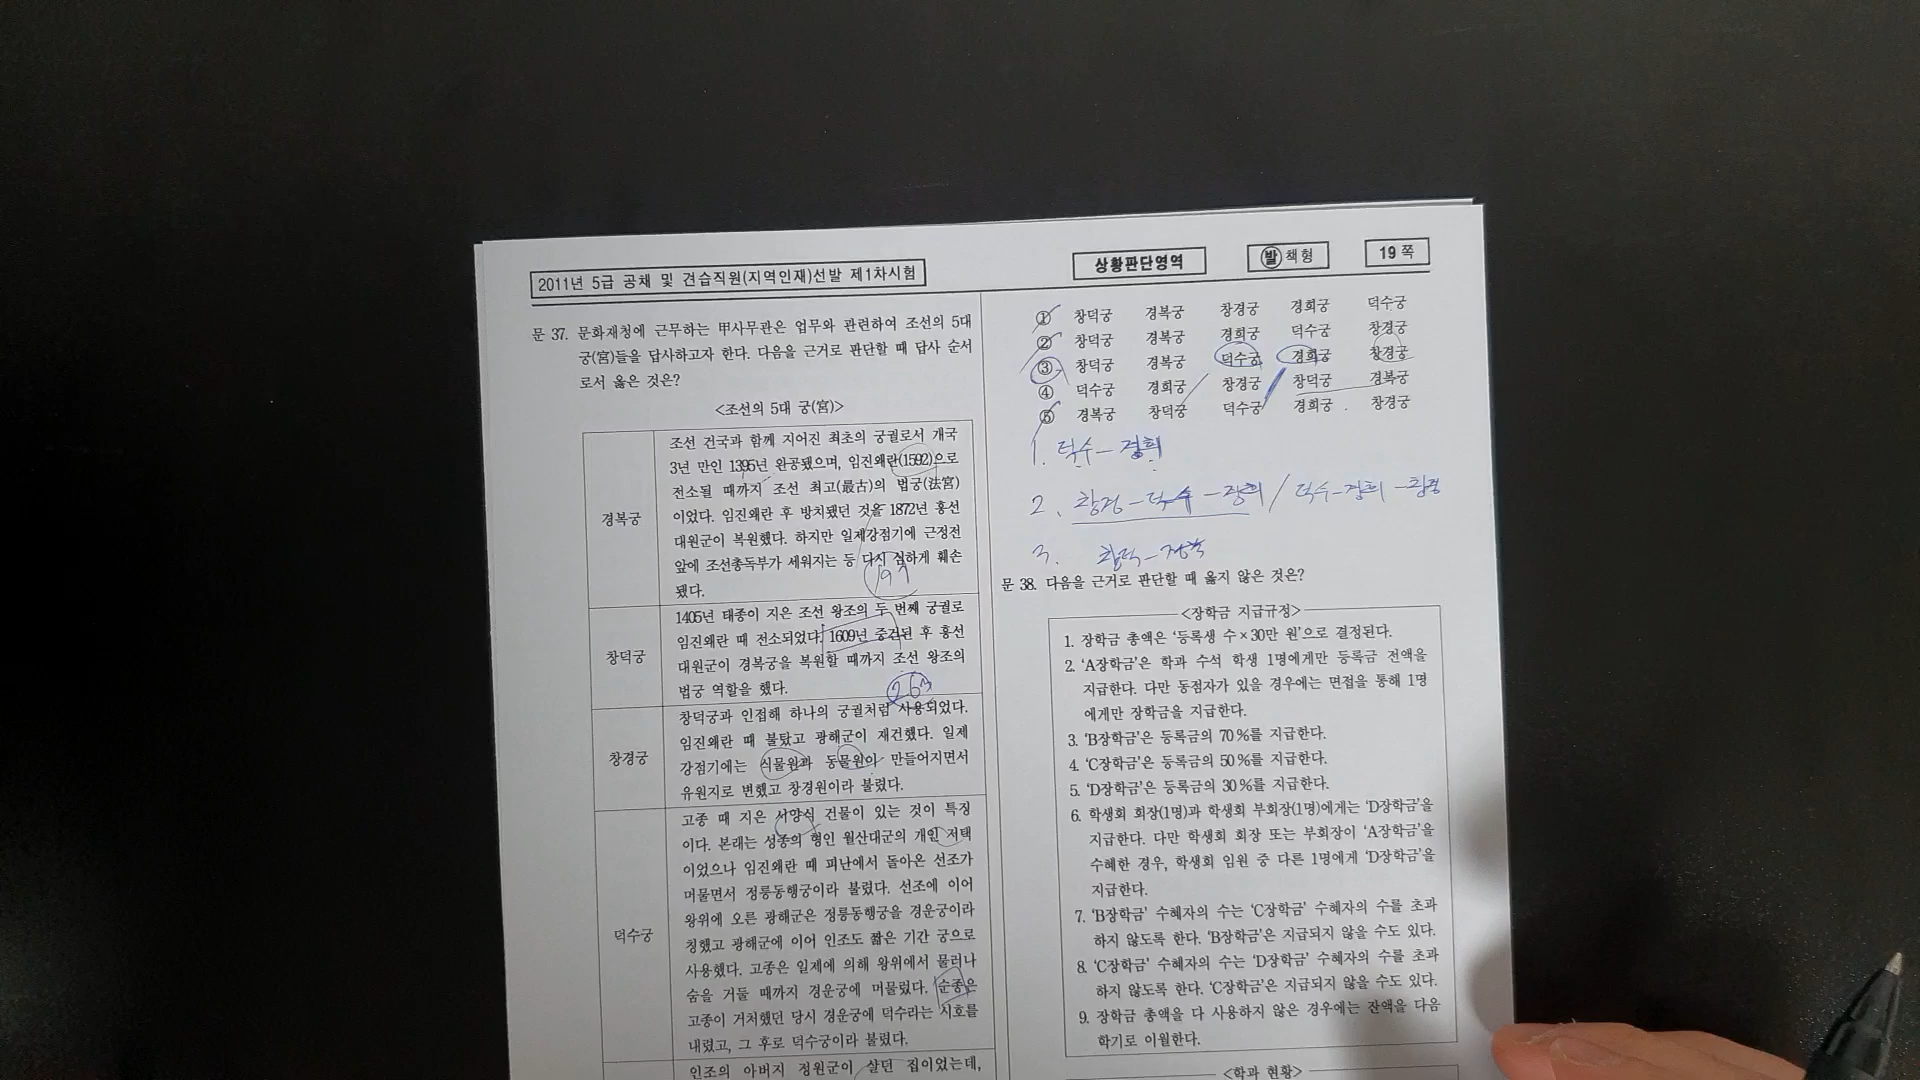 2011년 5급 공채 및 견습직원(지역인재)선발 제1차시험
상황판단영역
발 책형
19 쪽
문 37. 문화재청에 근무하는 甲사무관은 업무와 관련하여 조선의 5대
궁(宮)들을 답사하고자 한다. 다음을 근거로 판단할 때 답사 순서
로서 옳은 것은?
<조선의 5대 궁(宮)>
경복궁
조선 건국과 함께 지어진 최초의 궁궐로서 개국
3년 만인 1395년 완공됐으며, 임진왜란(1592)으로
전소될 때까지 조선 최고(最古)의 법궁(法宮)
이었다. 임진왜란 후 방치됐던 것을 1872년 흥선
대원군이 복원했다. 하지만 일제강점기에 근정전
앞에 조선총독부가 세워지는 등 다시 심하게 훼손
됐다.
197
창덕궁
1405년 태종이 지은 조선 왕조의 두 번째 궁궐로
임진왜란 때 전소되었다. 1609년 중건된 후 흥선
대원군이 경복궁을 복원할 때까지 조선 왕조의
법궁 역할을 했다.
263
창경궁
창덕궁과 인접해 하나의 궁궐처럼 사용되었다.
임진왜란 때 불탔고 광해군이 재건했다. 일제
강점기에는 식물원과 동물원이 만들어지면서
유원지로 변했고 창경원이라 불렸다.
덕수궁
고종 때 지은 서양식 건물이 있는 것이 특징
이다. 본래는 성종의 형인 월산대군의 개인 저택
이었으나 임진왜란 때 피난에서 돌아온 선조가
머물면서 정릉동행궁이라 불렸다. 선조에 이어
왕위에 오른 광해군은 정릉동행궁을 경운궁이라
칭했고 광해군에 이어 인조도 짧은 기간 궁으로
사용했다. 고종은 일제에 의해 왕위에서 물러나
숨을 거둘 때까지 경운궁에 머물렀다. 순종은
고종이 거처했던 당시 경운궁에 덕수라는 시호를
내렸고, 그 후로 덕수궁이라 불렸다.
인조의 아버지 정원군이 살던 집이었는데,
① 창덕궁 경복궁 창경궁 경희궁 덕수궁
② 창덕궁 경복궁 경희궁 덕수궁 창경궁
③ 창덕궁 경복궁 덕수궁 경희궁 창경궁
④ 덕수궁 경희궁 창경궁 창덕궁 경복궁
⑤ 경복궁 창덕궁 덕수궁 경희궁 창경궁
1. 덕수 - 경희
2. 창경 - 덕수 - 경희 / 덕수 - 경희 - 창경
3. 창덕 - 경복
문 38. 다음을 근거로 판단할 때 옳지 않은 것은?
<장학금 지급규정>
1. 장학금 총액은 '등록생 수×30만 원'으로 결정된다.
2. 'A장학금'은 학과 수석 학생 1명에게만 등록금 전액을
지급한다. 다만 동점자가 있을 경우에는 면접을 통해 1명
에게만 장학금을 지급한다.
3. 'B장학금'은 등록금의 70%를 지급한다.
4. 'C장학금'은 등록금의 50%를 지급한다.
5. 'D장학금'은 등록금의 30%를 지급한다.
6. 학생회 회장(1명)과 학생회 부회장(1명)에게는 'D장학금'을
지급한다. 다만 학생회 회장 또는 부회장이 'A장학금'을
수혜한 경우, 학생회 임원 중 다른 1명에게 'D장학금'을
지급한다.
7. 'B장학금' 수혜자의 수는 'C장학금' 수혜자의 수를 초과
하지 않도록 한다. 'B장학금'은 지급되지 않을 수도 있다.
8. 'C장학금' 수혜자의 수는 'D장학금' 수혜자의 수를 초과
하지 않도록 한다. 'C장학금'은 지급되지 않을 수도 있다.
9. 장학금 총액을 다 사용하지 않은 경우에는 잔액을 다음
학기로 이월한다.
<학과 현황>